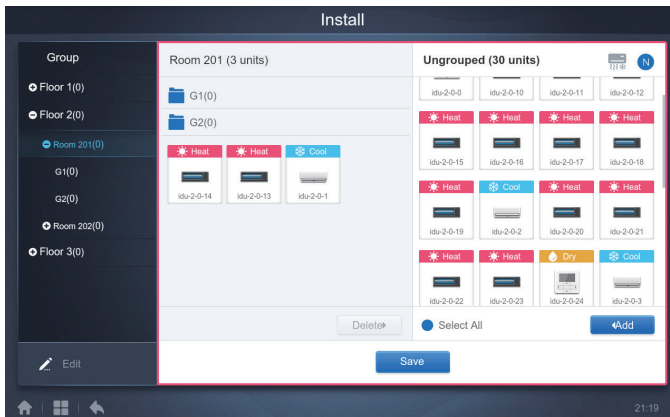 Install
Group
Floor 1(0)
Floor 2(0)
Room 201(0)
G1(0)
G2(0)
Room 202(0)
Floor 3(0)
Edit
Room 201 (3 units)
G1(0)
G2(0)
Heat Heat Cool
idu-2-0-14 idu-2-0-13 idu-2-0-1
Delete
Ungrouped (30 units) N
idu-2-0-0 idu-2-0-10 idu-2-0-11 idu-2-0-12
Heat Heat Heat Heat
idu-2-0-15 idu-2-0-16 idu-2-0-17 idu-2-0-18
Heat Cool Heat Heat
idu-2-0-19 idu-2-0-2 idu-2-0-20 idu-2-0-21
Heat Heat Dry Cool
idu-2-0-22 idu-2-0-23 idu-2-0-24 idu-2-0-3
Select All Add
Save
21:19